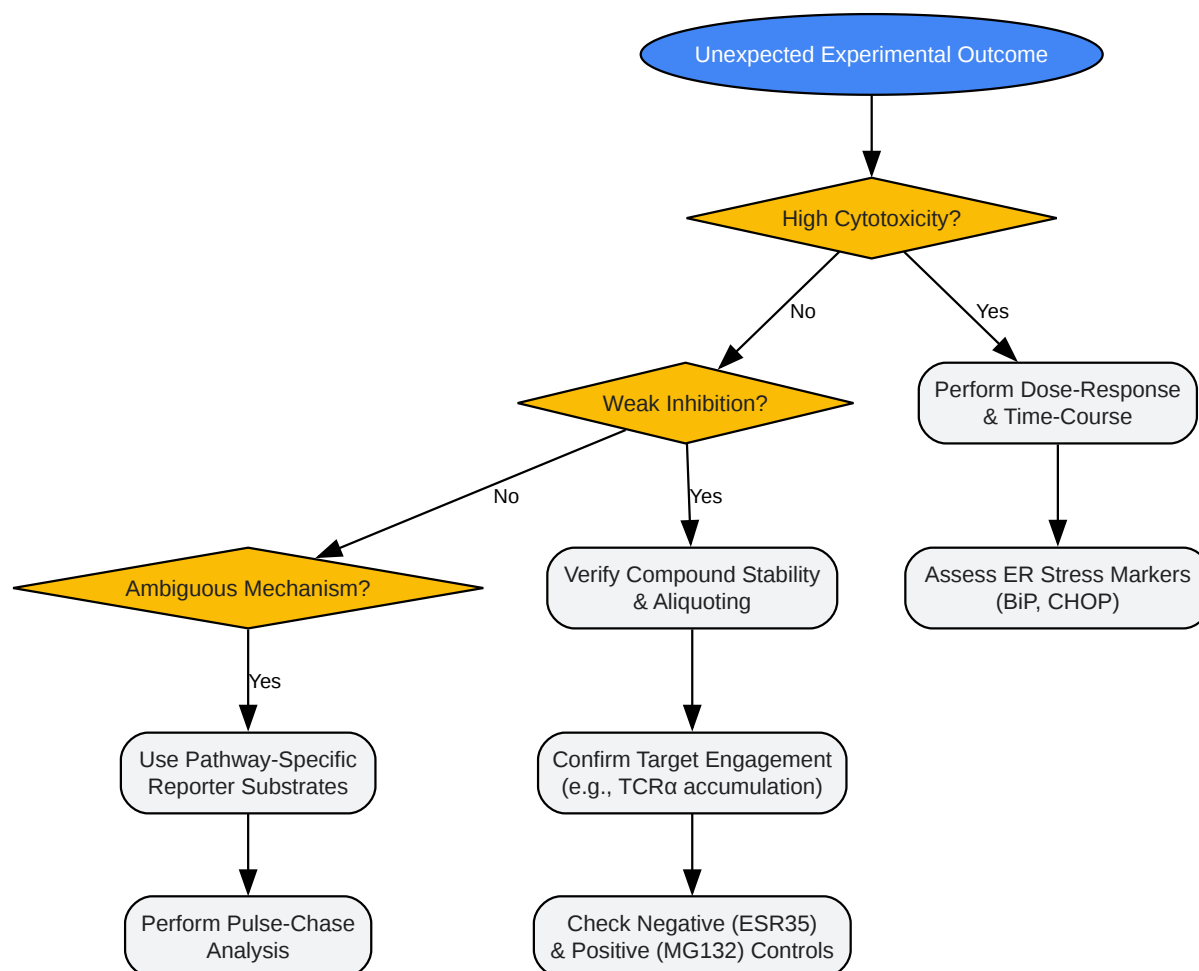 Unexpected Experimental Outcome
High Cytotoxicity?
No
Yes
Weak Inhibition?
Perform Dose-Response
& Time-Course
No
Yes
Ambiguous Mechanism?
Verify Compound Stability
& Aliquoting
Assess ER Stress Markers
(BiP, CHOP)
Yes
Use Pathway-Specific
Reporter Substrates
Confirm Target Engagement
(e.g., TCRα accumulation)
Perform Pulse-Chase
Analysis
Check Negative (ESR35)
& Positive (MG132) Controls